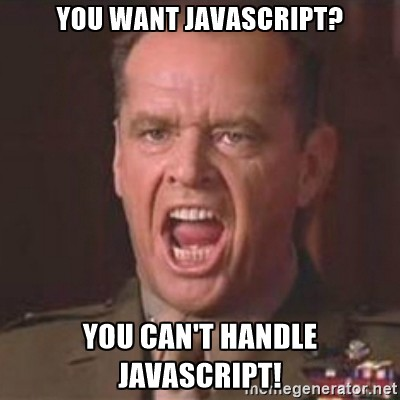 YOU WANT JAVASCRIPT?
YOU CAN'T HANDLE
JAVASCRIPT!
memegenerator.net